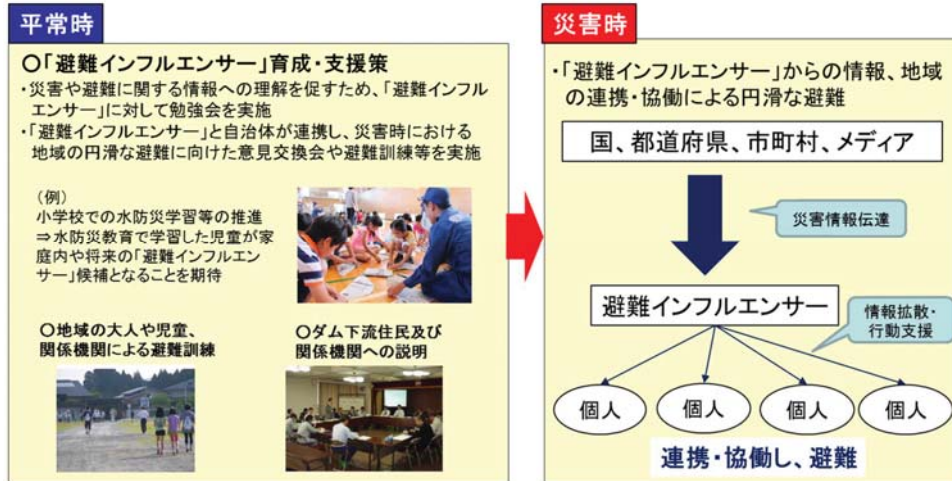 平常時
〇「避難インフルエンサー」育成・支援策
・災害や避難に関する情報への理解を促すため、「避難インフル
エンサー」に対して勉強会を実施
・「避難インフルエンサー」と自治体が連携し、災害時における
地域の円滑な避難に向けた意見交換会や避難訓練等を実施
（例）
小学校での水防災学習等の推進
⇒水防災教育で学習した児童が家
庭内や将来の「避難インフルエン
サー」候補となることを期待
〇地域の大人や児童、
関係機関による避難訓練
〇ダム下流住民及び
関係機関への説明
災害時
・「避難インフルエンサー」からの情報、地域
の連携・協働による円滑な避難
国、都道府県、市町村、メディア
災害情報伝達
避難インフルエンサー
情報拡散・
行動支援
個人
個人
個人
個人
連携・協働し、避難